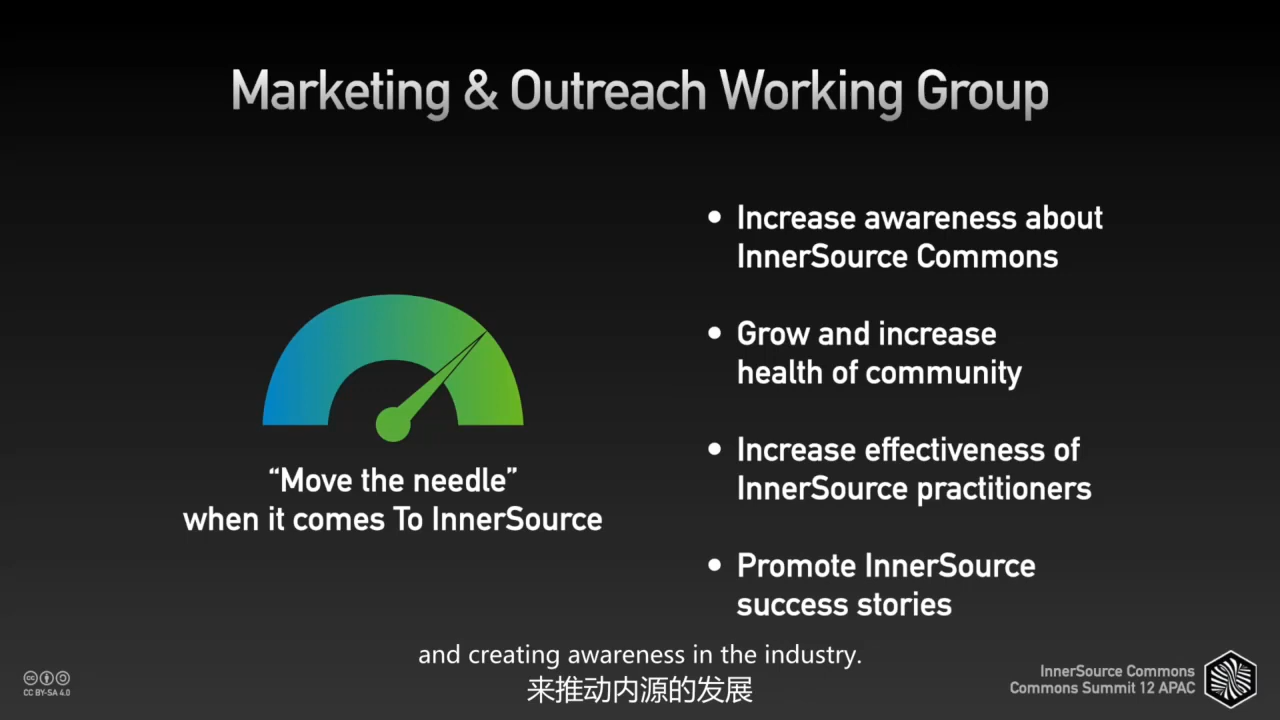 Marketing & Outreach Working Group
• Increase awareness about
InnerSource Commons
• Grow and increase
health of community
• Increase effectiveness of
InnerSource practitioners
• Promote InnerSource
success stories
“Move the needle”
when it comes To InnerSource
and creating awareness in the industry.
来推动内源的发展
CC BY-SA 4.0
InnerSource Commons
Commons Summit 12 APAC